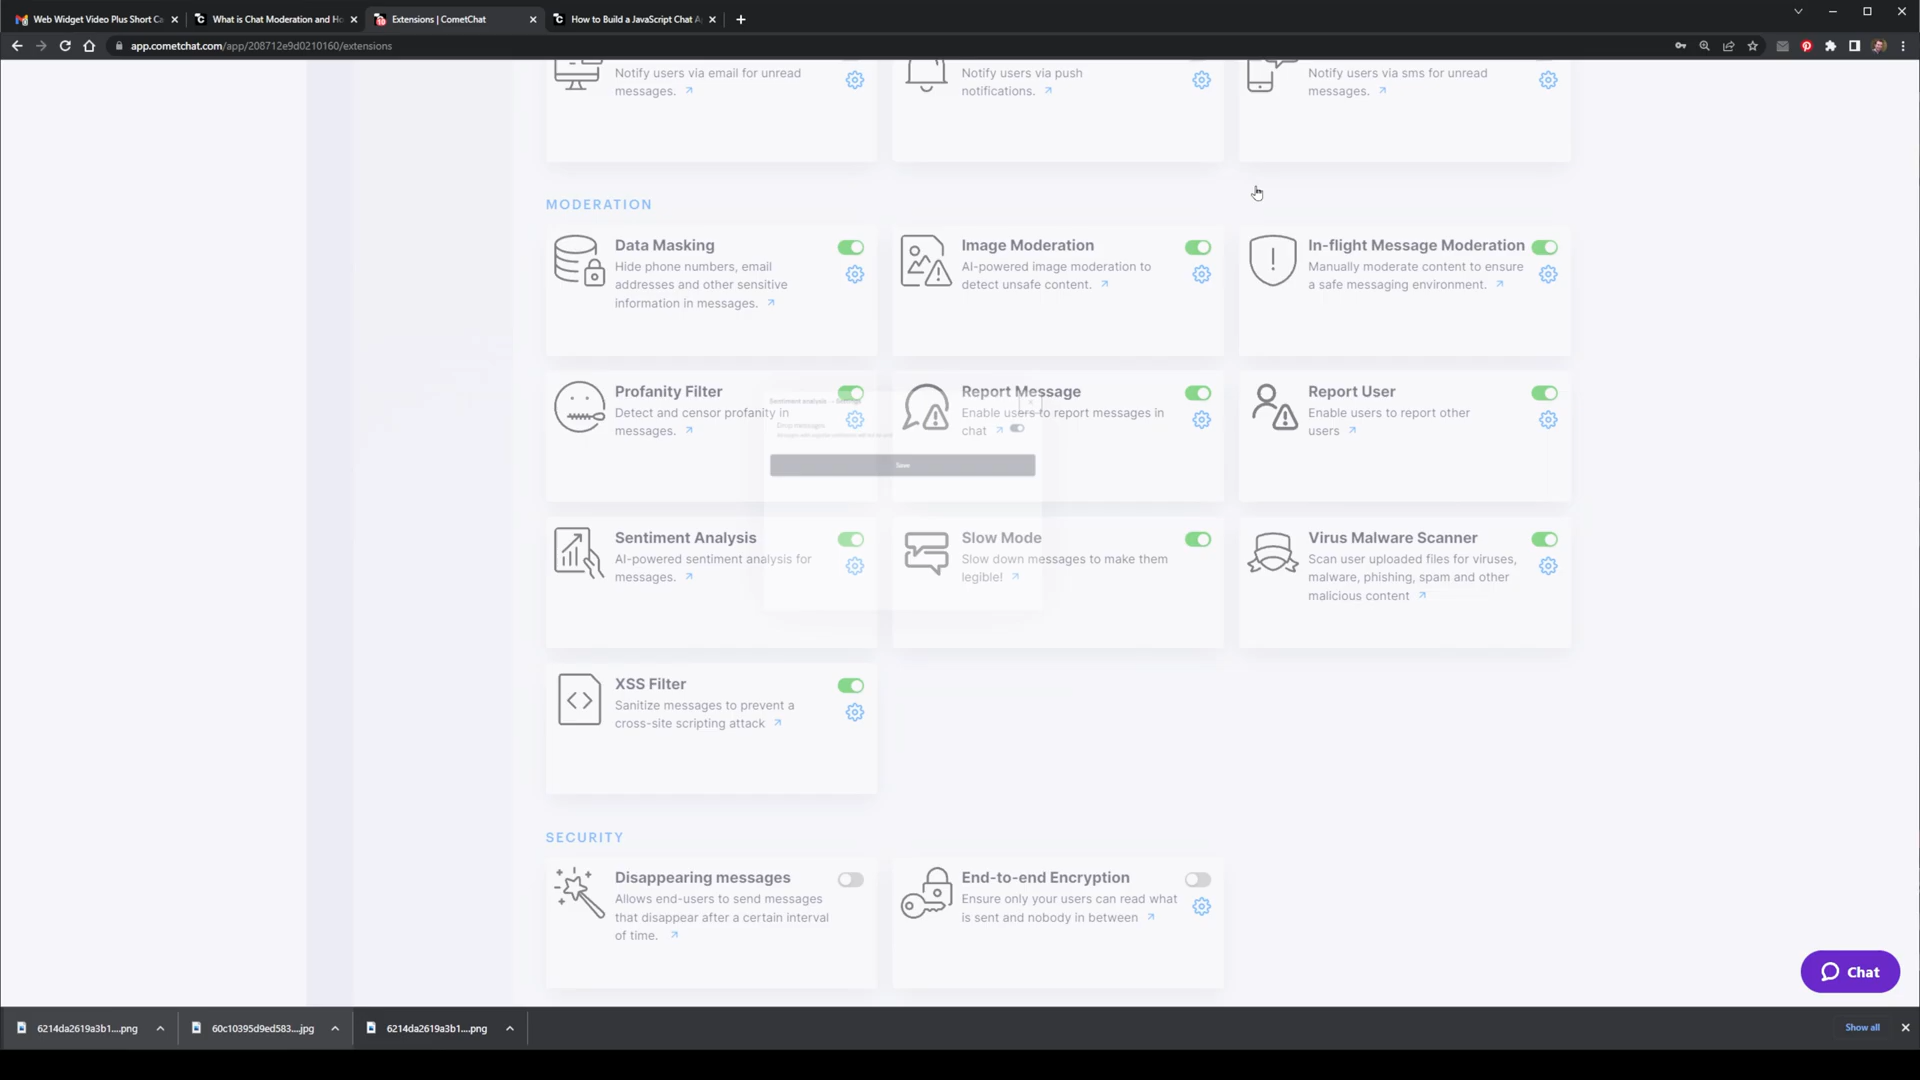 Web Widget Video Plus Short Ca
What is Chat Moderation and Ho
Extensions | CometChat
How to Build a JavaScript Chat A
app.cometchat.com/app/208712e9d0210160/extensions
Notify users via email for unread
messages.
Notify users via push
notifications.
Notify users via sms for unread
messages.
MODERATION
Data Masking
Hide phone numbers, email
addresses and other sensitive
information in messages.
Image Moderation
AI-powered image moderation to
detect unsafe content.
In-flight Message Moderation
Manually moderate content to ensure
a safe messaging environment.
Profanity Filter
Detect and censor profanity in
messages.
Report Message
Enable users to report messages in
chat
Report User
Enable users to report other
users
Sentiment analysis - Settings
Drop messages
Save
Sentiment Analysis
AI-powered sentiment analysis for
messages.
Slow Mode
Slow down messages to make them
legible!
Virus Malware Scanner
Scan user uploaded files for viruses,
malware, phishing, spam and other
malicious content
XSS Filter
Sanitize messages to prevent a
cross-site scripting attack
SECURITY
Disappearing messages
Allows end-users to send messages
that disappear after a certain interval
of time.
End-to-end Encryption
Ensure only your users can read what
is sent and nobody in between
Chat
6214da2619a3b1....png
60c10395d9ed583....jpg
6214da2619a3b1....png
Show all